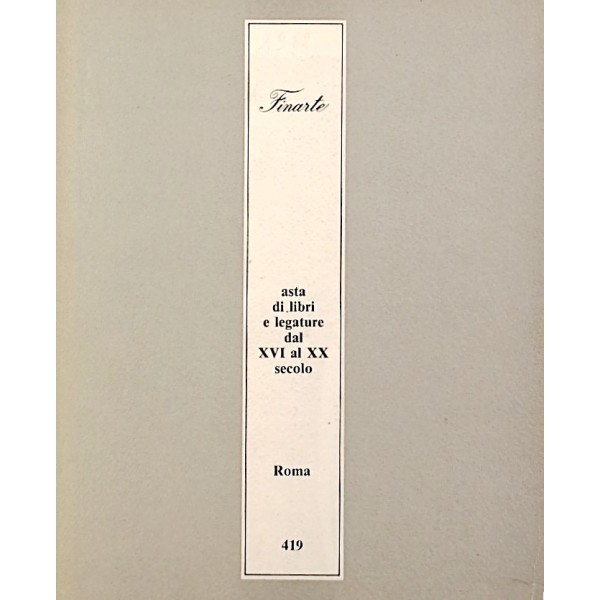 Finarte
asta
di libri
e legature
dal
XVI al XX
secolo
Roma
419